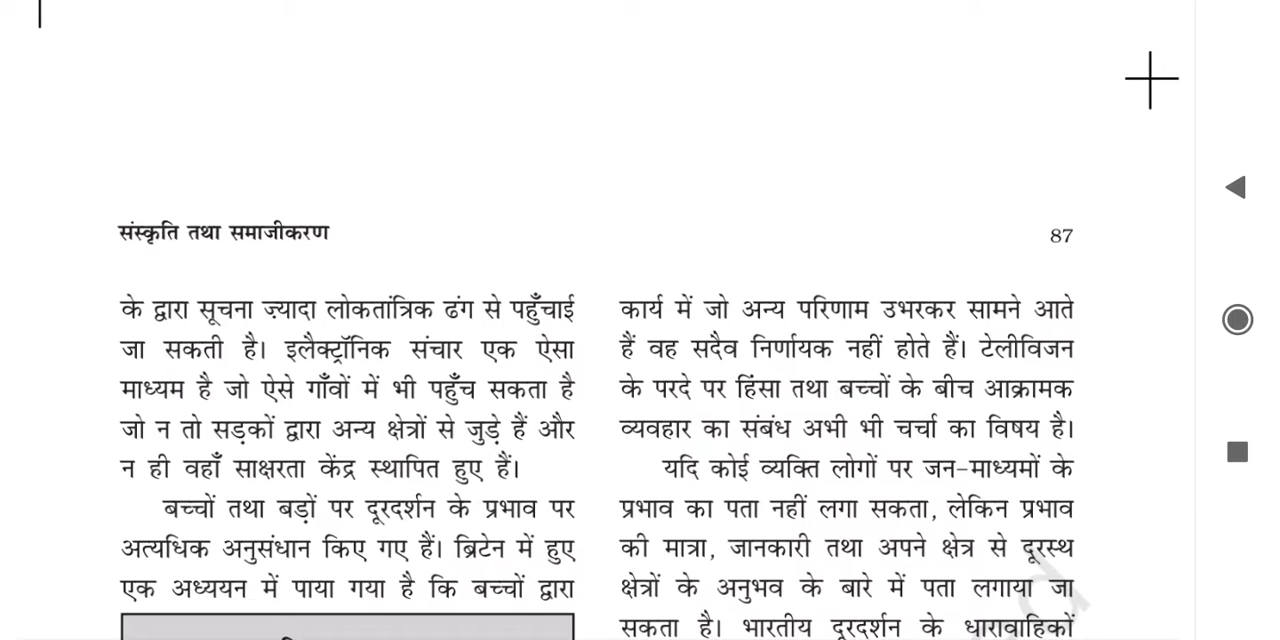 संस्कृति तथा समाजीकरण
87
के द्वारा सूचना ज़्यादा लोकतांत्रिक ढंग से पहुँचाई
जा सकती है। इलैक्ट्रॉनिक संचार एक ऐसा
माध्यम है जो ऐसे गाँवों में भी पहुँच सकता है
जो न तो सड़कों द्वारा अन्य क्षेत्रों से जुड़े हैं और
न ही वहाँ साक्षरता केंद्र स्थापित हुए हैं।
बच्चों तथा बड़ों पर दूरदर्शन के प्रभाव पर
अत्यधिक अनुसंधान किए गए हैं। ब्रिटेन में हुए
एक अध्ययन में पाया गया है कि बच्चों द्वारा
कार्य में जो अन्य परिणाम उभरकर सामने आते
हैं वह सदैव निर्णायक नहीं होते हैं। टेलीविजन
के परदे पर हिंसा तथा बच्चों के बीच आक्रामक
व्यवहार का संबंध अभी भी चर्चा का विषय है।
यदि कोई व्यक्ति लोगों पर जन-माध्यमों के
प्रभाव का पता नहीं लगा सकता, लेकिन प्रभाव
की मात्रा, जानकारी तथा अपने क्षेत्र से दूरस्थ
क्षेत्रों के अनुभव के बारे में पता लगाया जा
सकता है। भारतीय दूरदर्शन के धारावाहिकों